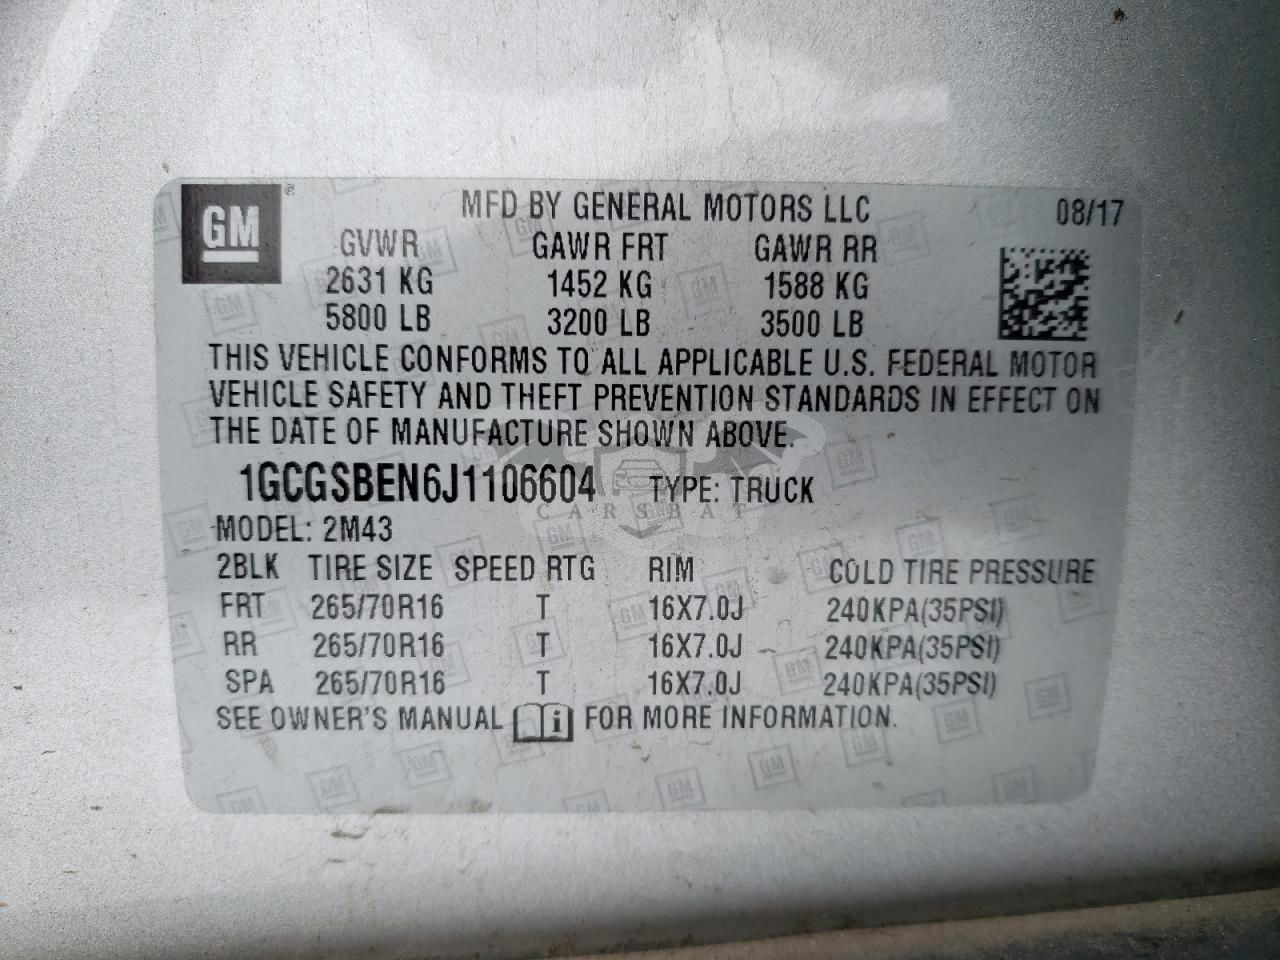 GM ®
MFD BY GENERAL MOTORS LLC 08/17
GVWR GAWR FRT GAWR RR
2631 KG 1452 KG 1588 KG
5800 LB 3200 LB 3500 LB
THIS VEHICLE CONFORMS TO ALL APPLICABLE U.S. FEDERAL MOTOR
VEHICLE SAFETY AND THEFT PREVENTION STANDARDS IN EFFECT ON
THE DATE OF MANUFACTURE SHOWN ABOVE.
1GCGSBEN6J1106604 TYPE: TRUCK
CARSBAT
MODEL: 2M43
2BLK TIRE SIZE SPEED RTG RIM COLD TIRE PRESSURE
FRT 265/70R16 T 16X7.0J 240KPA(35PSI)
RR 265/70R16 T 16X7.0J 240KPA(35PSI)
SPA 265/70R16 T 16X7.0J 240KPA(35PSI)
SEE OWNER'S MANUAL i FOR MORE INFORMATION.